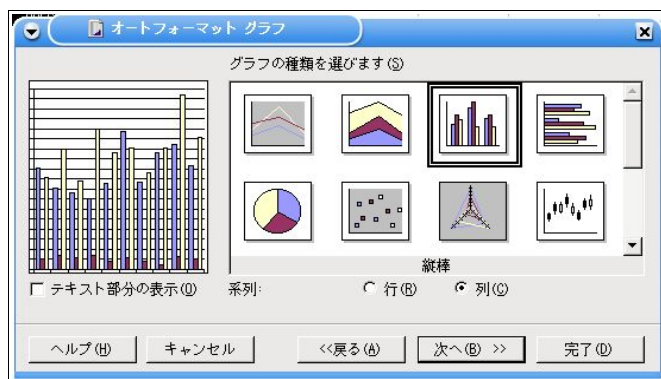 オートフォーマット グラフ
グラフの種類を選びます(S)
縦棒
テキスト部分の表示(O)
系列:
行(R)
列(C)
ヘルプ(H)
キャンセル
<<戻る(A)
次へ(B) >>
完了(D)